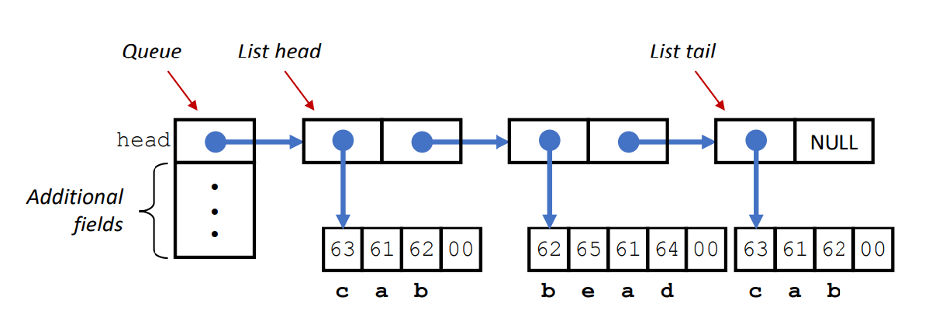 Queue List head List tail
head NULL
Additional
fields
63 61 62 00 62 65 61 64 00 63 61 62 00
c a b b e a d c a b